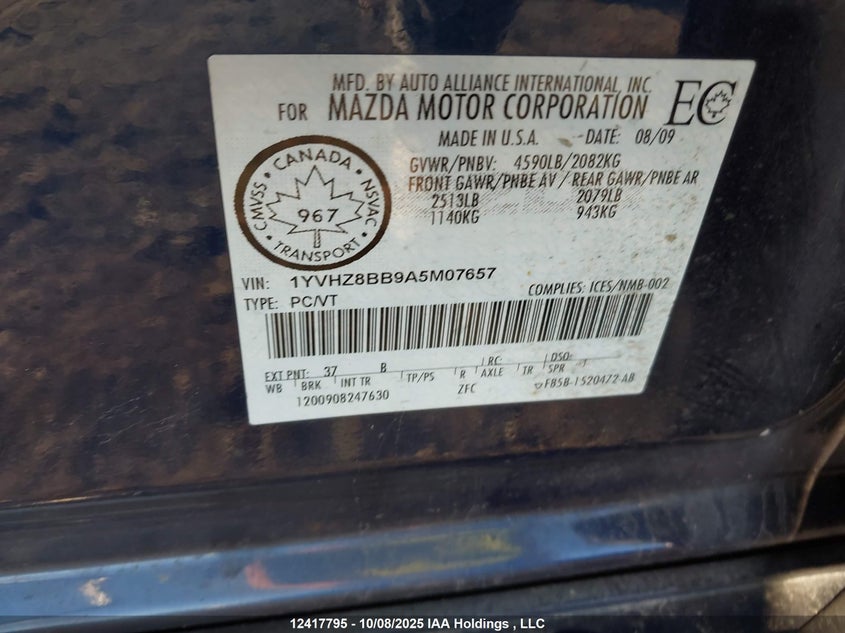 MFD. BY AUTO ALLIANCE INTERNATIONAL, INC.
FOR MAZDA MOTOR CORPORATION EC
MADE IN U.S.A. DATE: 08/09
GVWR/PNBV: 4590LB/2082KG
FRONT GAWR/PNBE AV / REAR GAWR/PNBE AR
2513LB 2079LB
1140KG 943KG
CANADA
CMVSS 967 NSVAC
TRANSPORT
VIN: 1YVHZ8BB9A5M07657
TYPE: PC/VT COMPLIES: ICES/NMB-002
EXT PNT: 37 B RC: DSO:
WB BRK INT TR TP/PS R AXLE TR SPR
1200908247630 ZFC F85B-1520472-AB
12417795 - 10/08/2025 IAA Holdings , LLC